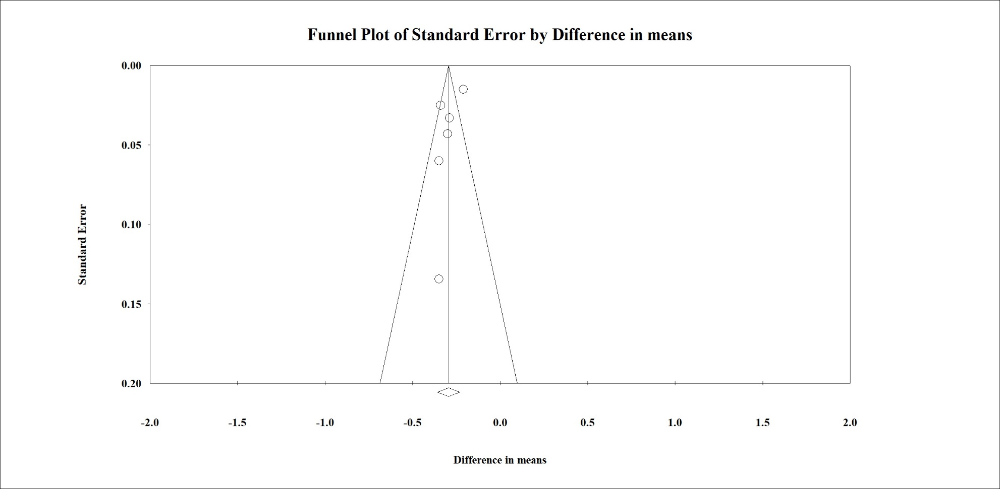 Funnel Plot of Standard Error by Difference in means
0.00
0.05
0.10
0.15
0.20
Standard Error
-2.0 -1.5 -1.0 -0.5 0.0 0.5 1.0 1.5 2.0
Difference in means